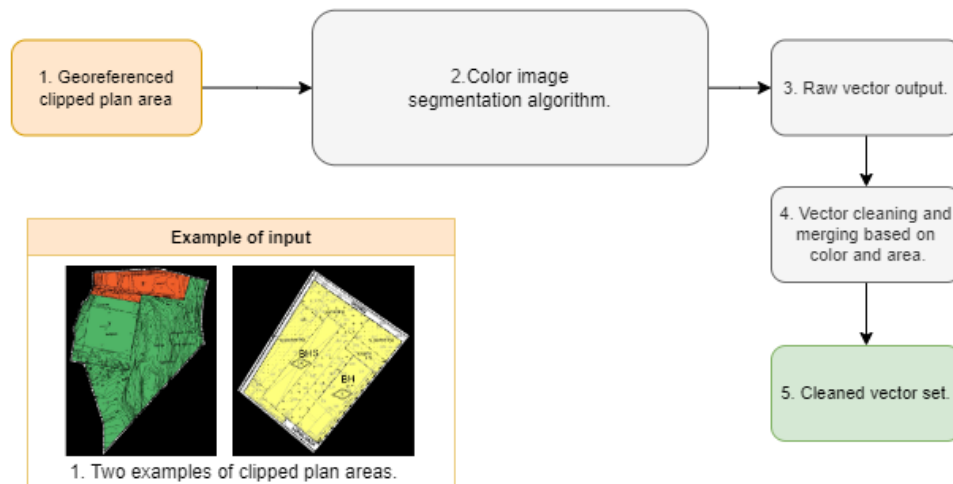 1. Georeferenced
clipped plan area
2.Color image
segmentation algorithm.
3. Raw vector output.
4. Vector cleaning and
merging based on
color and area.
5. Cleaned vector set.
Example of input
BHS
BH
1. Two examples of clipped plan areas.